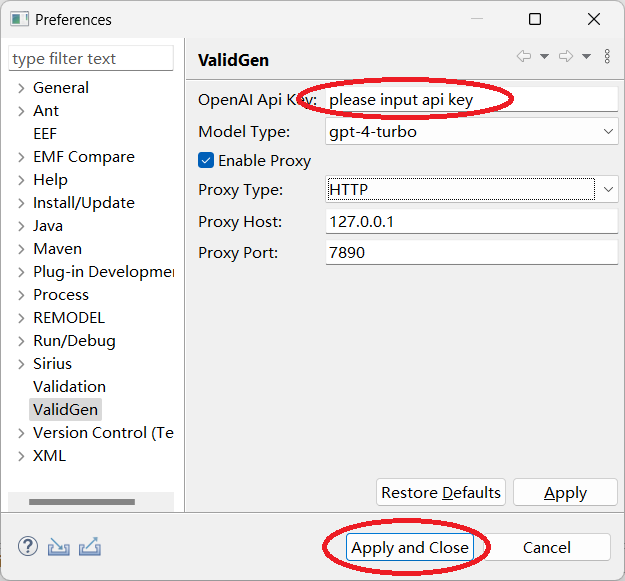 Preferences
type filter text
General
Ant
EEF
EMF Compare
Help
Install/Update
Java
Maven
Plug-in Developmer
Process
REMODEL
Run/Debug
Sirius
Validation
ValidGen
Version Control (Te
XML
ValidGen
OpenAI Api Key: please input api key
Model Type: gpt-4-turbo
Enable Proxy
Proxy Type: HTTP
Proxy Host: 127.0.0.1
Proxy Port: 7890
Restore Defaults Apply
? Apply and Close Cancel